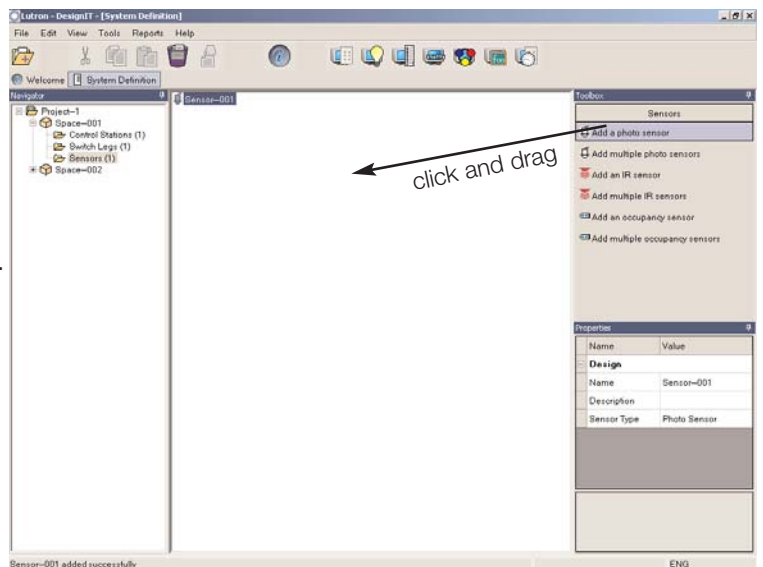 Lutron - DesignIT - [System Definition]
File Edit View Tools Reports Help
Welcome System Definition
Navigator
Project-1
Space-001
Control Stations (1)
Switch Legs (1)
Sensors (1)
Space-002
Sensor-001
click and drag
Toolbox
Sensors
Add a photo sensor
Add multiple photo sensors
Add an IR sensor
Add multiple IR sensors
Add an occupancy sensor
Add multiple occupancy sensors
Properties
Name Value
Design
Name Sensor-001
Description
Sensor Type Photo Sensor
Sensor-001 added successfully ENG